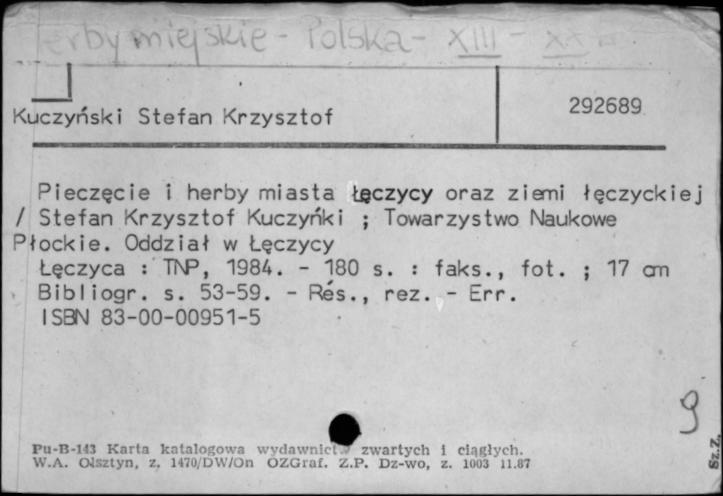 Herby miejskie - Polska - XIII - XX w
Kuczyński Stefan Krzysztof
292689
Pieczęcie i herby miasta łęczycy oraz ziemi łęczyckiej
/ Stefan Krzysztof Kuczyńki ; Towarzystwo Naukowe
Płockie. Oddział w Łęczycy
Łęczyca : TNP, 1984. - 180 s. : faks., fot. ; 17 cm
Bibliogr. s. 53-59. - Rés., rez. - Err.
ISBN 83-00-00951-5
9
Pu-B-143 Karta katalogowa wydawnictw zwartych i ciągłych.
W.A. Olsztyn, z. 1470/DW/On OZGraf. Z.P. Dz-wo, z. 1003 11.87
Sz.Z.